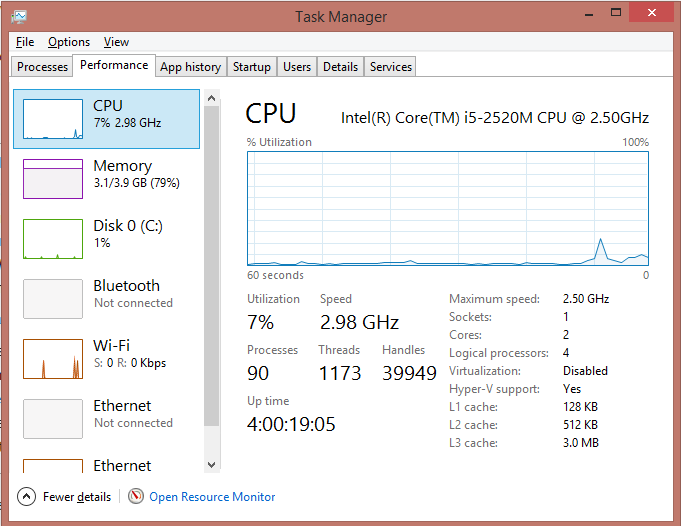 Task Manager
File Options View
Processes Performance App history Startup Users Details Services
CPU
7% 2.98 GHz
Memory
3.1/3.9 GB (79%)
Disk 0 (C:)
1%
Bluetooth
Not connected
Wi-Fi
S: 0 R: 0 Kbps
Ethernet
Not connected
Ethernet
CPU Intel(R) Core(TM) i5-2520M CPU @ 2.50GHz
% Utilization 100%
60 seconds 0
Utilization Speed
7% 2.98 GHz
Processes Threads Handles
90 1173 39949
Up time
4:00:19:05
Maximum speed: 2.50 GHz
Sockets: 1
Cores: 2
Logical processors: 4
Virtualization: Disabled
Hyper-V support: Yes
L1 cache: 128 KB
L2 cache: 512 KB
L3 cache: 3.0 MB
Fewer details Open Resource Monitor